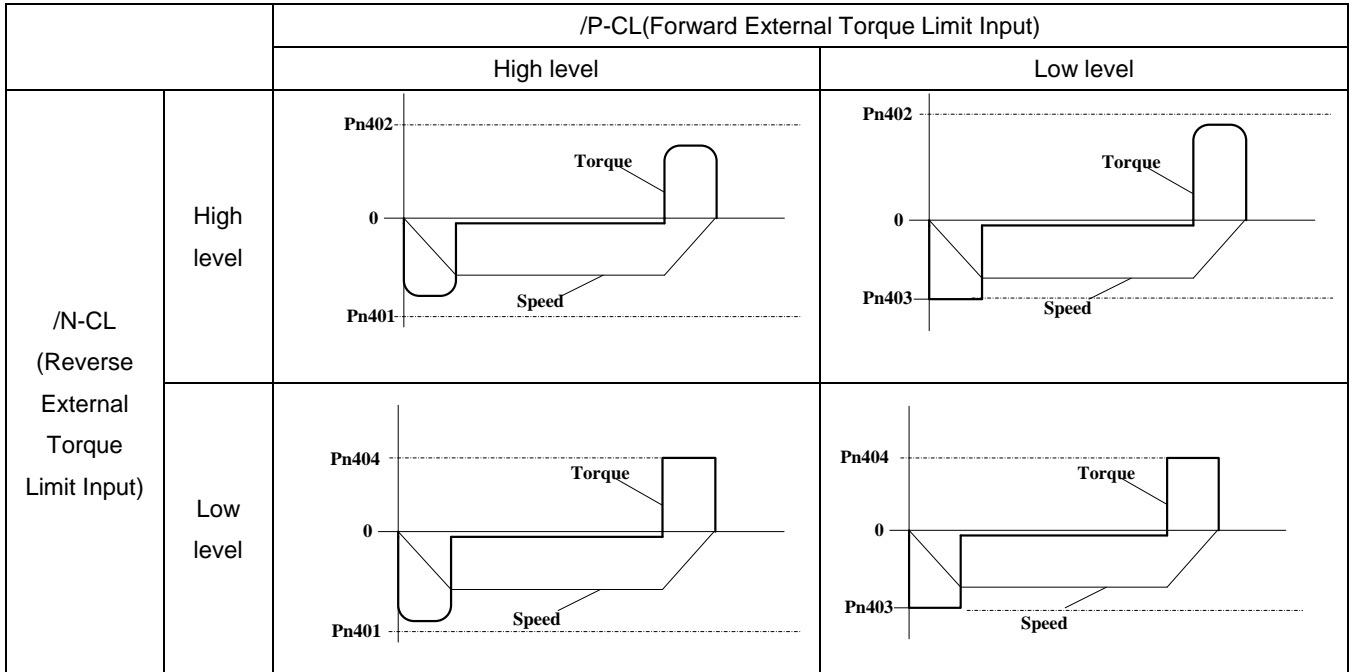 /P-CL(Forward External Torque Limit Input)
High level
Low level
/N-CL
(Reverse
External
Torque
Limit Input)
High
level
Pn402
Torque
0
Speed
Pn401
Pn402
Torque
0
Pn403
Speed
Low
level
Pn404
Torque
0
Speed
Pn401
Pn404
Torque
0
Pn403
Speed